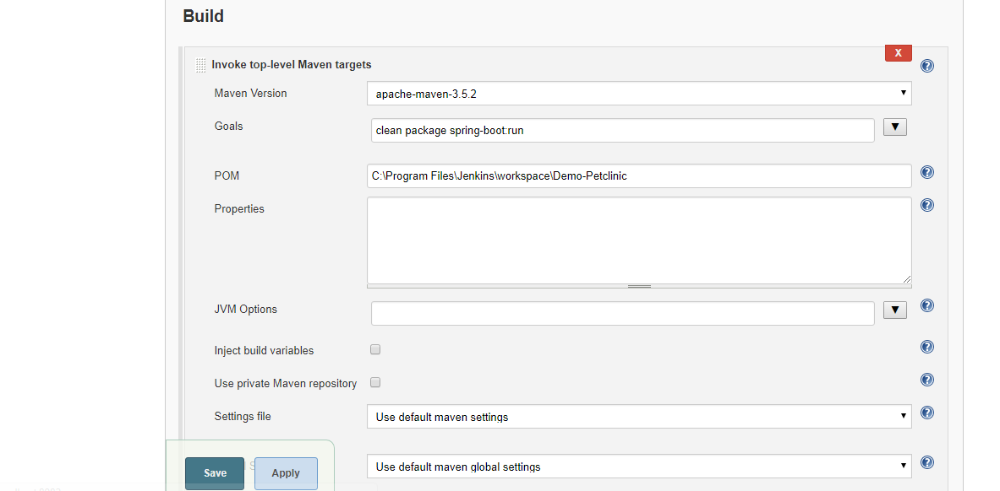 Build
Invoke top-level Maven targets
X
Maven Version
apache-maven-3.5.2
Goals
clean package spring-boot:run
POM
C:\Program Files\Jenkins\workspace\Demo-Petclinic
Properties
JVM Options
Inject build variables
Use private Maven repository
Settings file
Use default maven settings
Use default maven global settings
Save
Apply